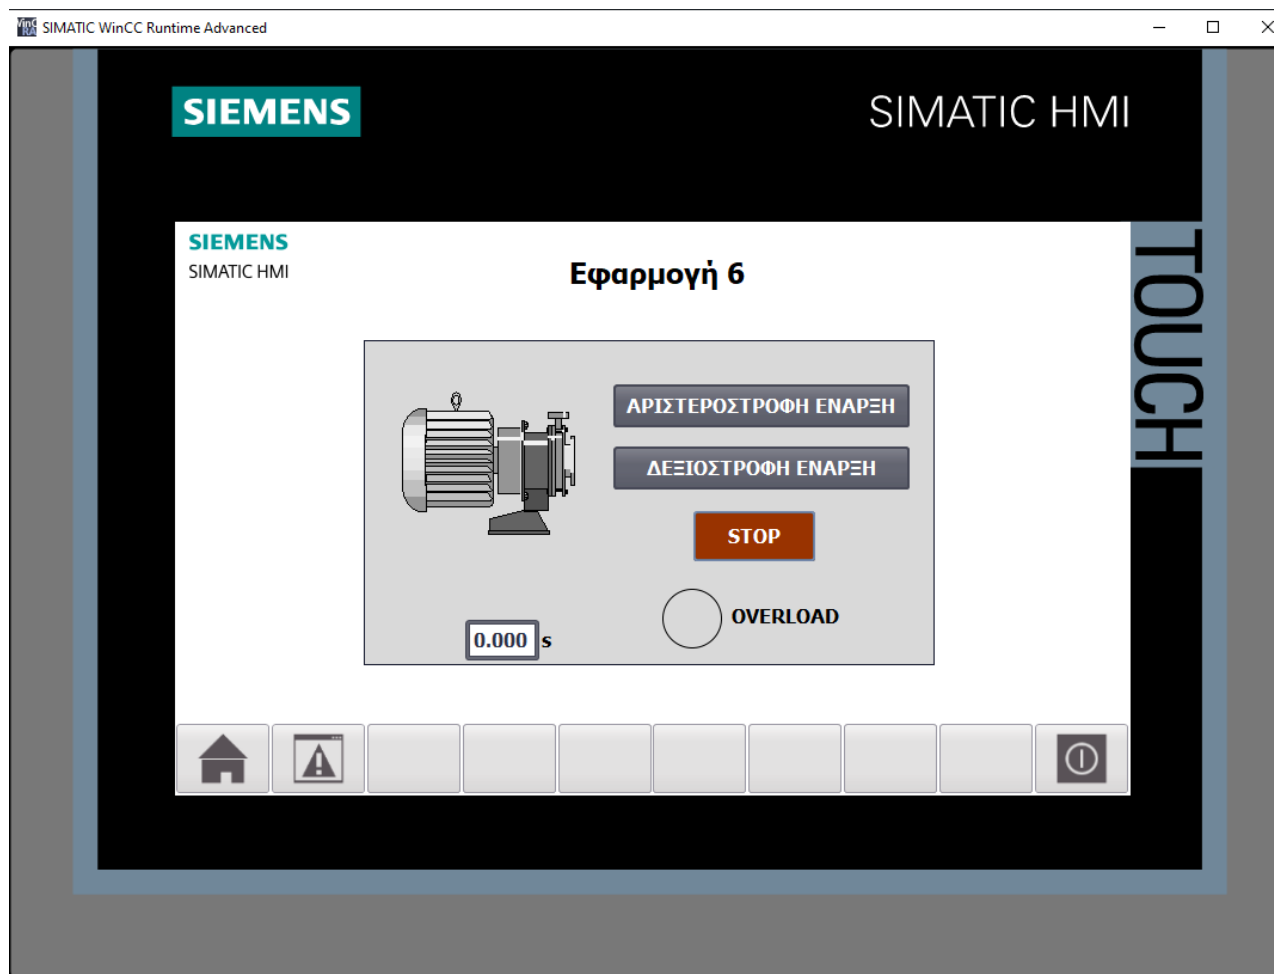 SIMATIC WinCC Runtime Advanced
SIEMENS
SIMATIC HMI
TOUCH
SIEMENS
SIMATIC HMI
Εφαρμογή 6
ΑΡΙΣΤΕΡΟΣΤΡΟΦΗ ΕΝΑΡΞΗ
ΔΕΞΙΟΣΤΡΟΦΗ ΕΝΑΡΞΗ
STOP
OVERLOAD
0.000 s